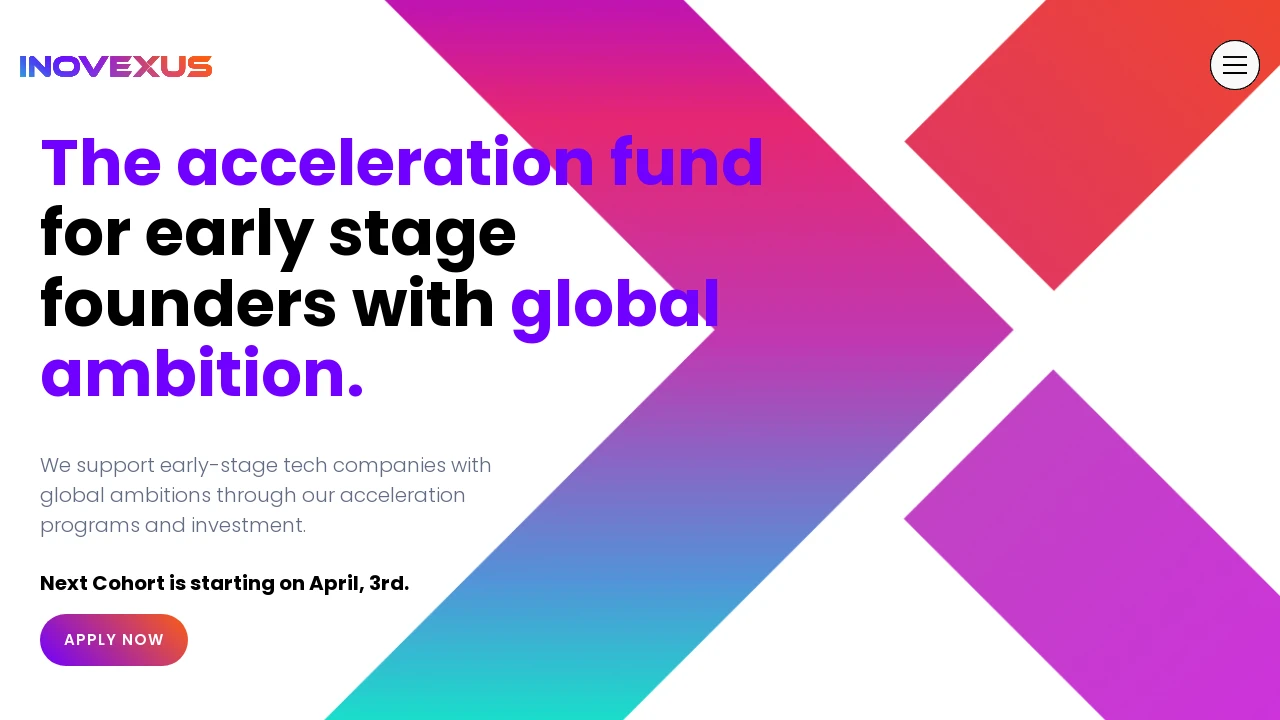 INOVEXUS
The acceleration fund
for early stage
founders with global
ambition.
We support early-stage tech companies with
global ambitions through our acceleration
programs and investment.
Next Cohort is starting on April, 3rd.
APPLY NOW